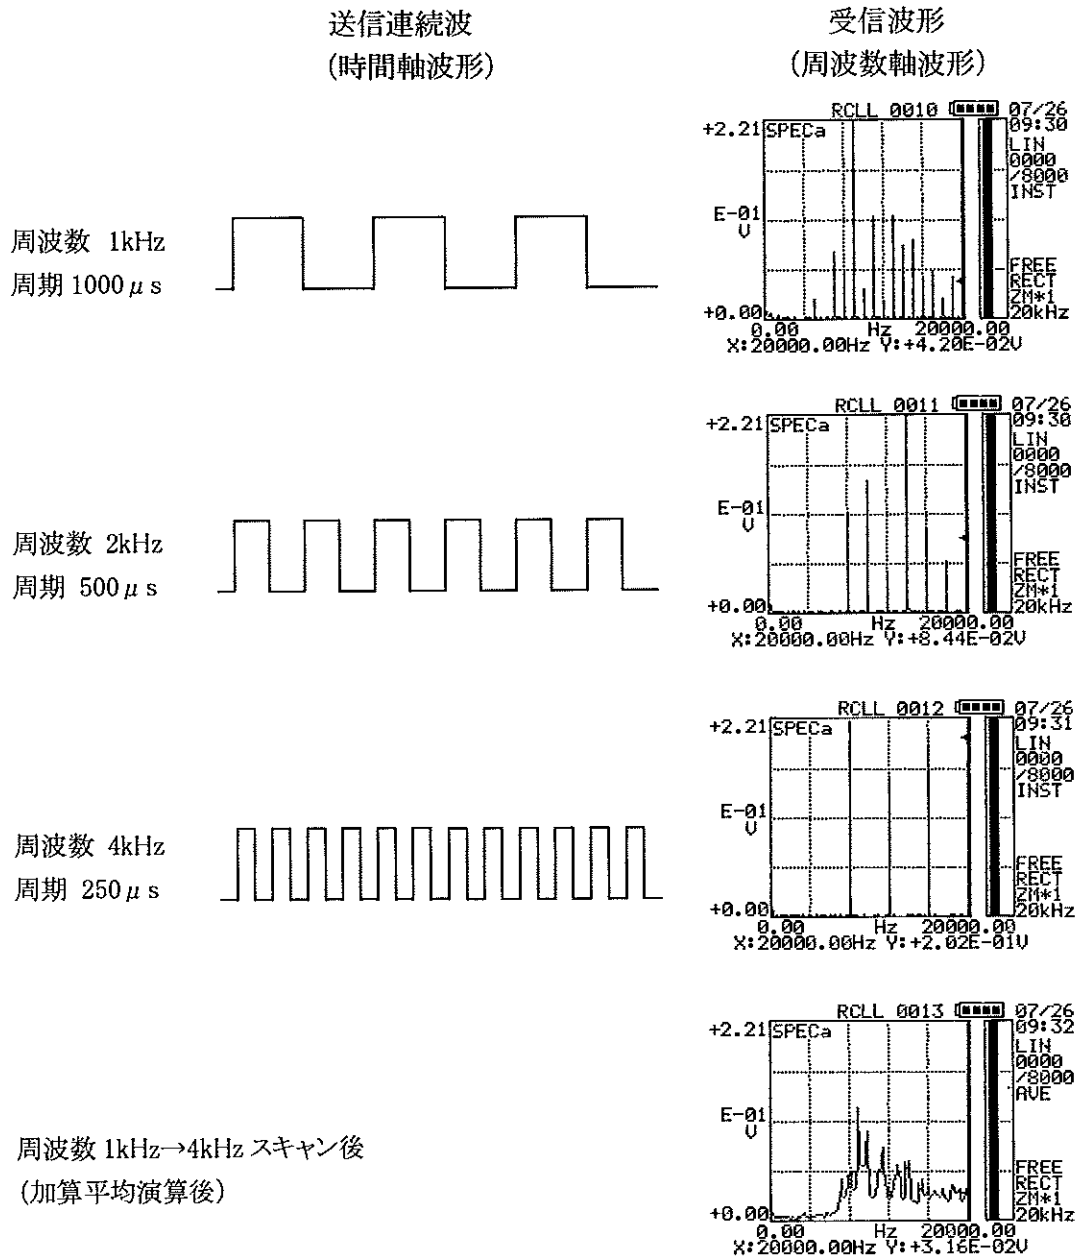 送信連続波
(時間軸波形)
受信波形
(周波数軸波形)
周波数 1kHz
周期 1000μs
RCLL 0010 07/26
09:30
+2.21 SPECa
LIN
0000
/8000
INST
E-01
V
FREE
RECT
ZM*1
+0.00
20kHz
0.00 Hz 20000.00
X:20000.00Hz Y:+4.20E-02V
周波数 2kHz
周期 500μs
RCLL 0011 07/26
09:30
+2.21 SPECa
LIN
0000
/8000
INST
E-01
V
FREE
RECT
ZM*1
+0.00
20kHz
0.00 Hz 20000.00
X:20000.00Hz Y:+8.44E-02V
周波数 4kHz
周期 250μs
RCLL 0012 07/26
09:31
+2.21 SPECa
LIN
0000
/8000
INST
E-01
V
FREE
RECT
ZM*1
+0.00
20kHz
0.00 Hz 20000.00
X:20000.00Hz Y:+2.02E-01V
周波数 1kHz→4kHz スキャン後
(加算平均演算後)
RCLL 0013 07/26
09:32
+2.21 SPECa
LIN
0000
/8000
AVE
E-01
V
FREE
RECT
ZM*1
+0.00
20kHz
0.00 Hz 20000.00
X:20000.00Hz Y:+3.16E-02V